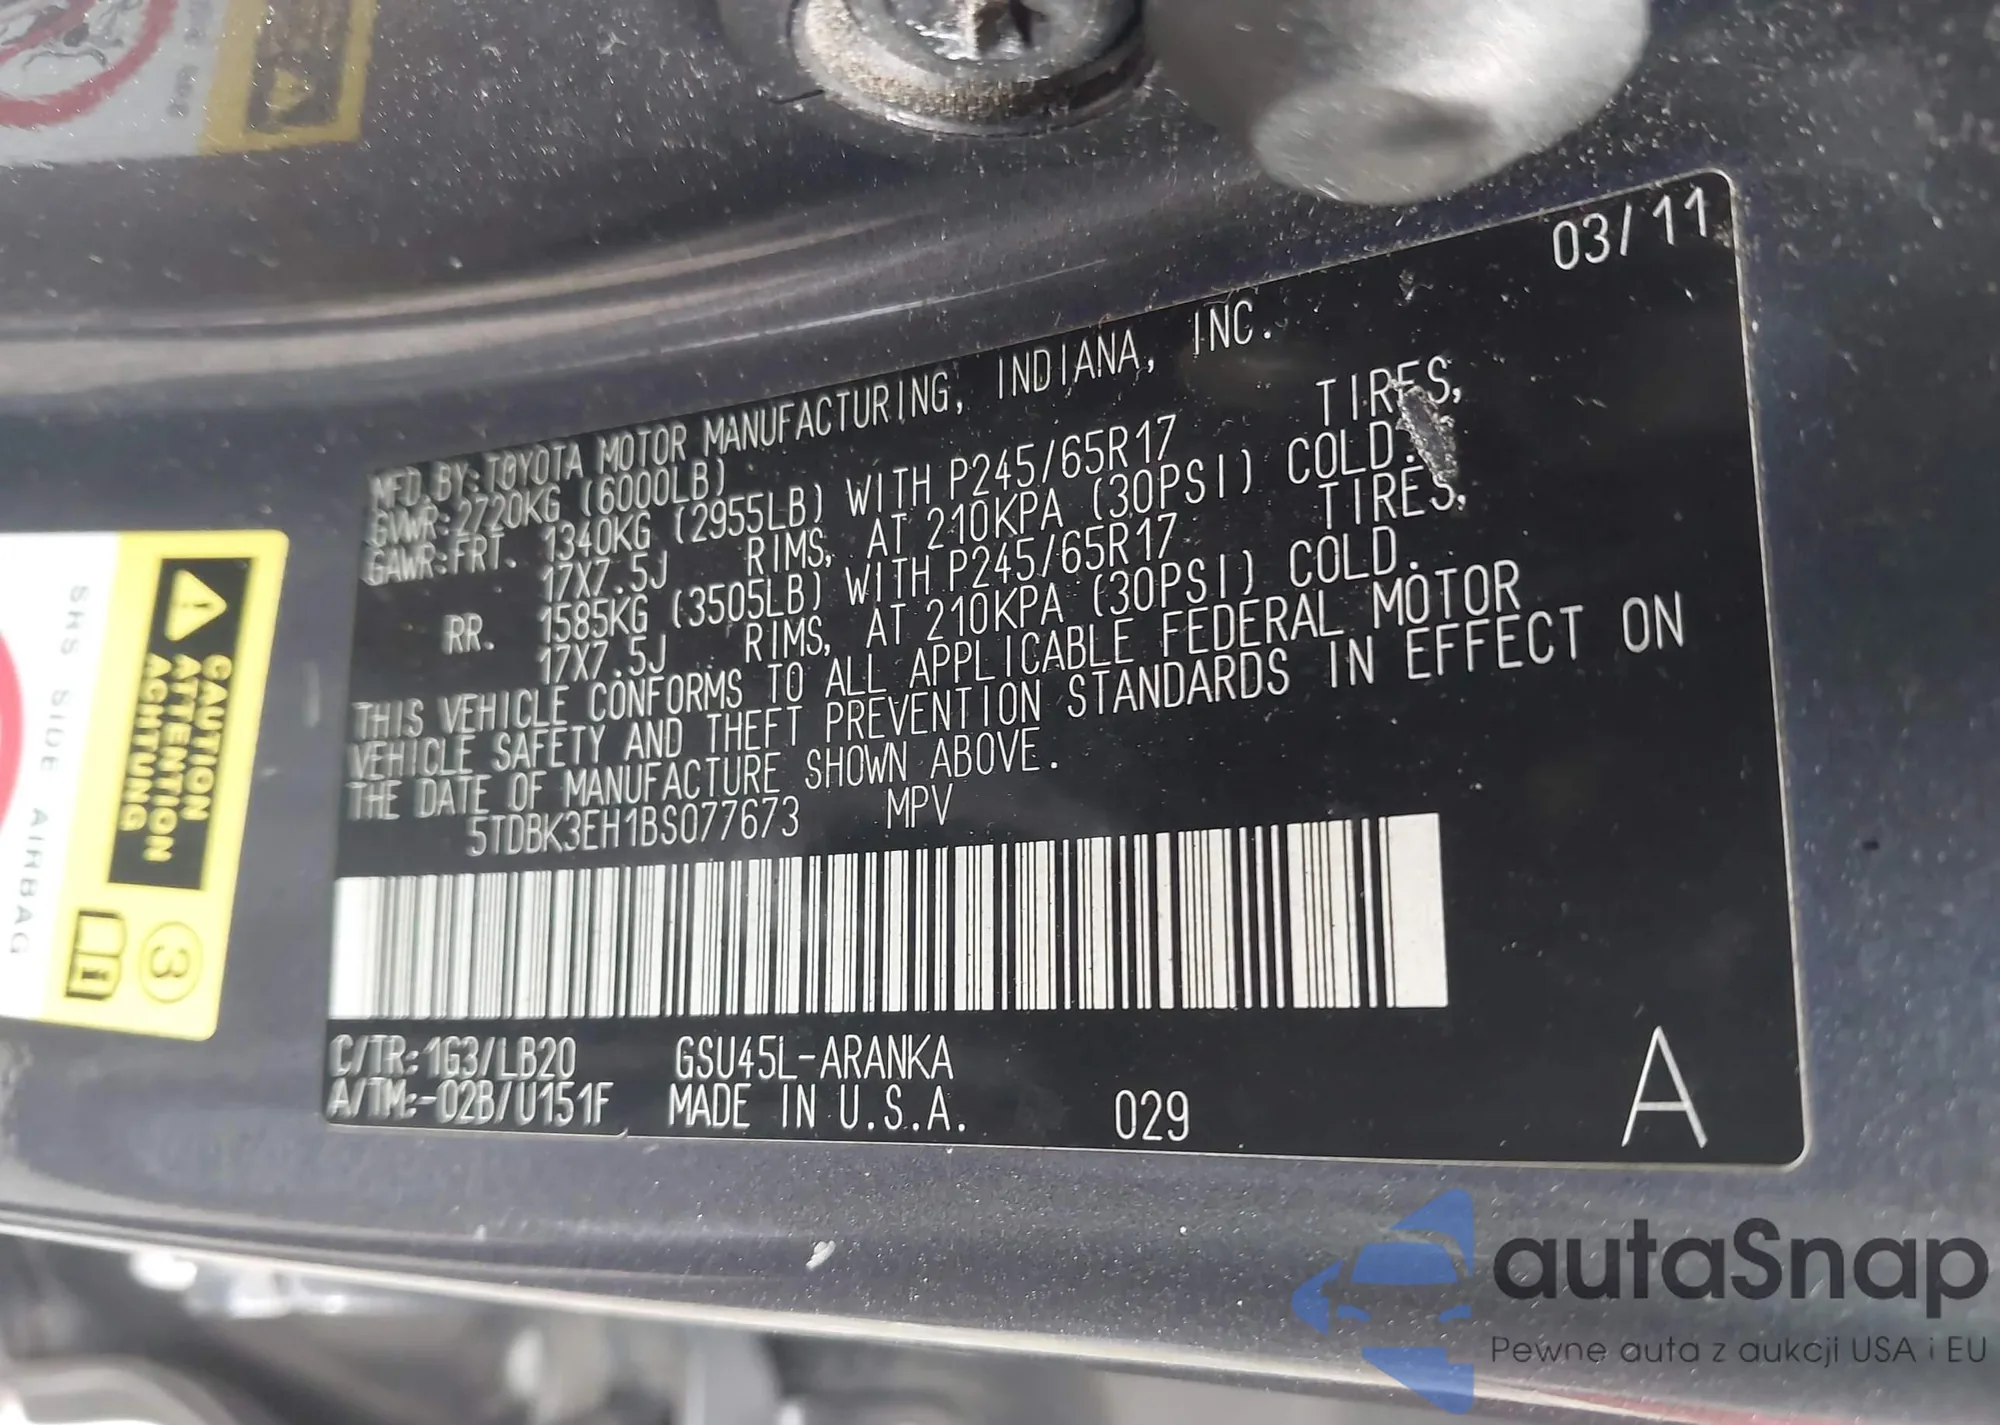 03/11
MFD. BY: TOYOTA MOTOR MANUFACTURING, INDIANA, INC.
GVWR: 2720KG (6000LB)
GAWR: FRT. 1340KG (2955LB) WITH P245/65R17 TIRES,
17X7.5J RIMS, AT 210KPA (30PSI) COLD.
RR. 1585KG (3505LB) WITH P245/65R17 TIRES,
17X7.5J RIMS, AT 210KPA (30PSI) COLD.
THIS VEHICLE CONFORMS TO ALL APPLICABLE FEDERAL MOTOR
VEHICLE SAFETY AND THEFT PREVENTION STANDARDS IN EFFECT ON
THE DATE OF MANUFACTURE SHOWN ABOVE.
5TDBK3EH1BS077673 MPV
C/TR: 1G3/LB20 GSU45L-ARANKA
A/TM: -02B/U151F MADE IN U.S.A. 029
A
CAUTION
ATTENTION
ACHTUNG
3
SRS SIDE AIRBAG
autaSnap
Pewne auta z aukcji USA i EU